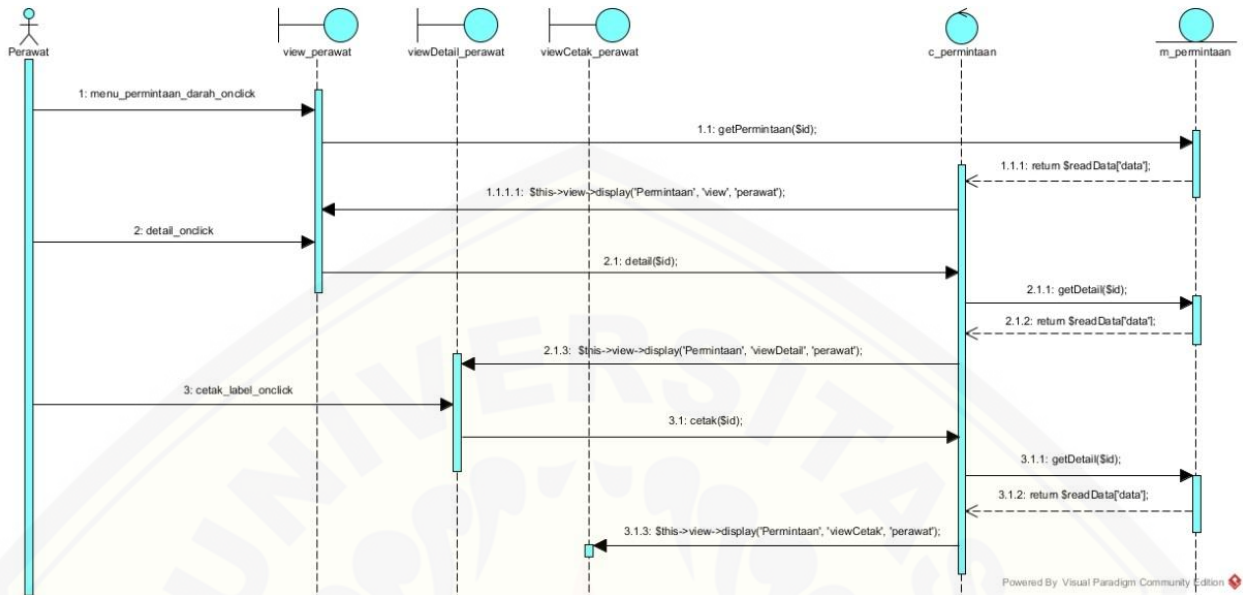 Perawat
view_perawat
viewDetail_perawat
viewCetak_perawat
c_permintaan
m_permintaan
1: menu_permintaan_darah_onclick
1.1: getPermintaan($id);
1.1.1: return $readData['data'];
1.1.1.1: $this->view->display('Permintaan', 'view', 'perawat');
2: detail_onclick
2.1: detail($id);
2.1.1: getDetail($id);
2.1.2: return $readData['data'];
2.1.3: $this->view->display('Permintaan', 'viewDetail', 'perawat');
3: cetak_label_onclick
3.1: cetak($id);
3.1.1: getDetail($id);
3.1.2: return $readData['data'];
3.1.3: $this->view->display('Permintaan', 'viewCetak', 'perawat');
UNIVERSITAS
Powered By Visual Paradigm Community Edition